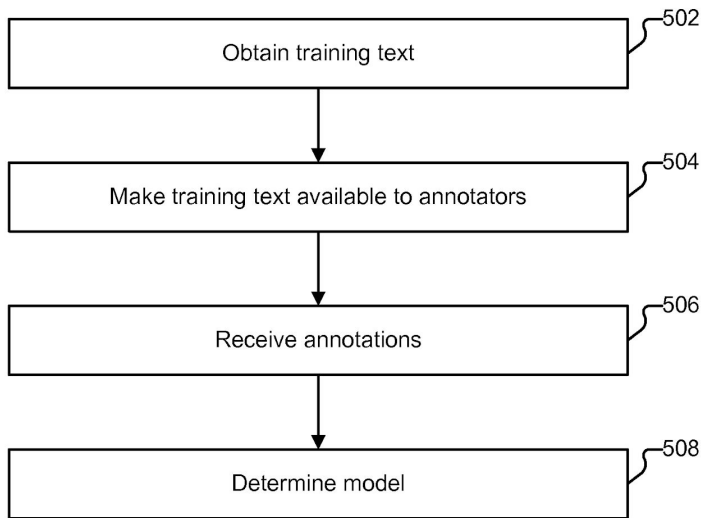 502
Obtain training text
504
Make training text available to annotators
506
Receive annotations
508
Determine model